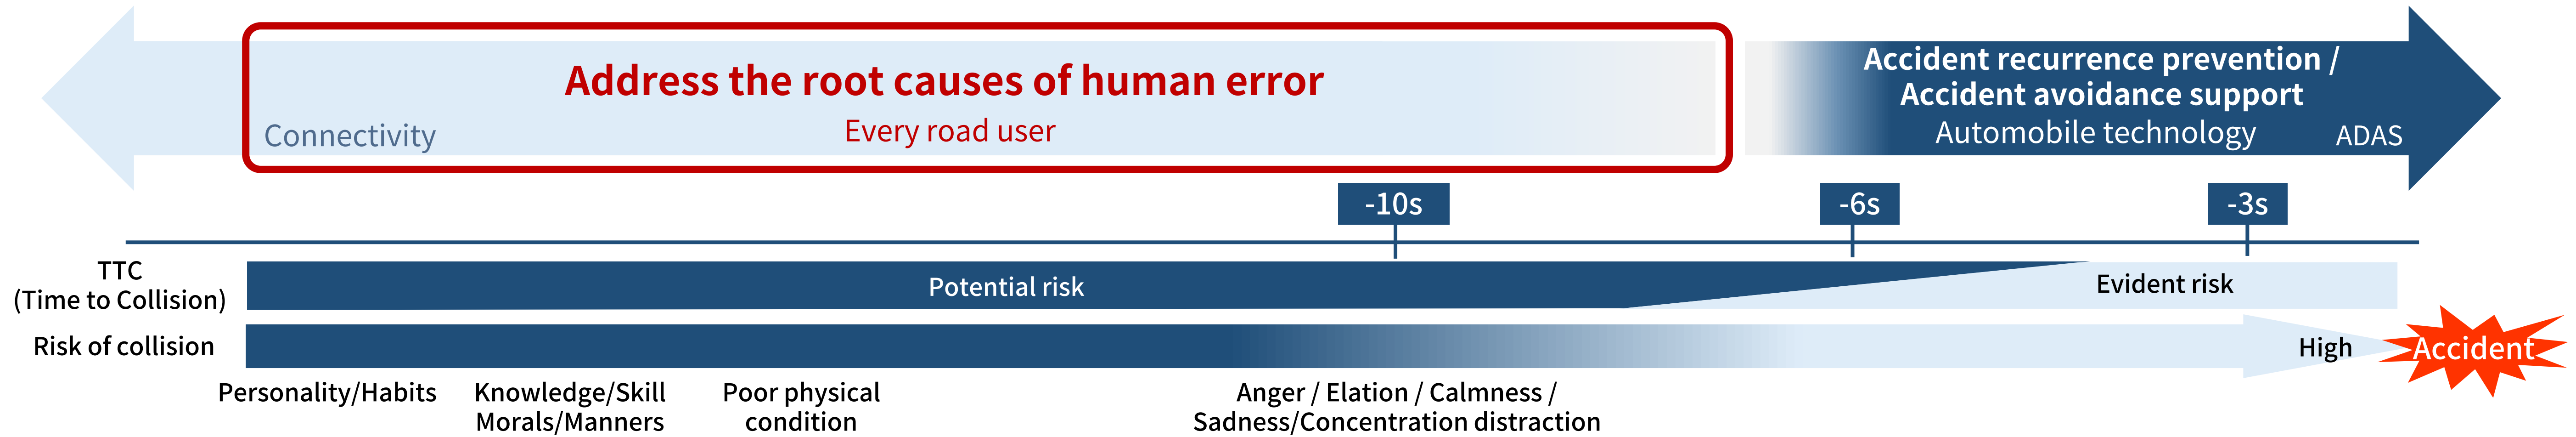 Address the root causes of human error
Every road user
Connectivity
Accident recurrence prevention /
Accident avoidance support
Automobile technology
ADAS
-10s
-6s
-3s
TTC
(Time to Collision)
Potential risk
Evident risk
Risk of collision
High
Accident
Personality/Habits
Knowledge/Skill
Morals/Manners
Poor physical
condition
Anger / Elation / Calmness /
Sadness/Concentration distraction